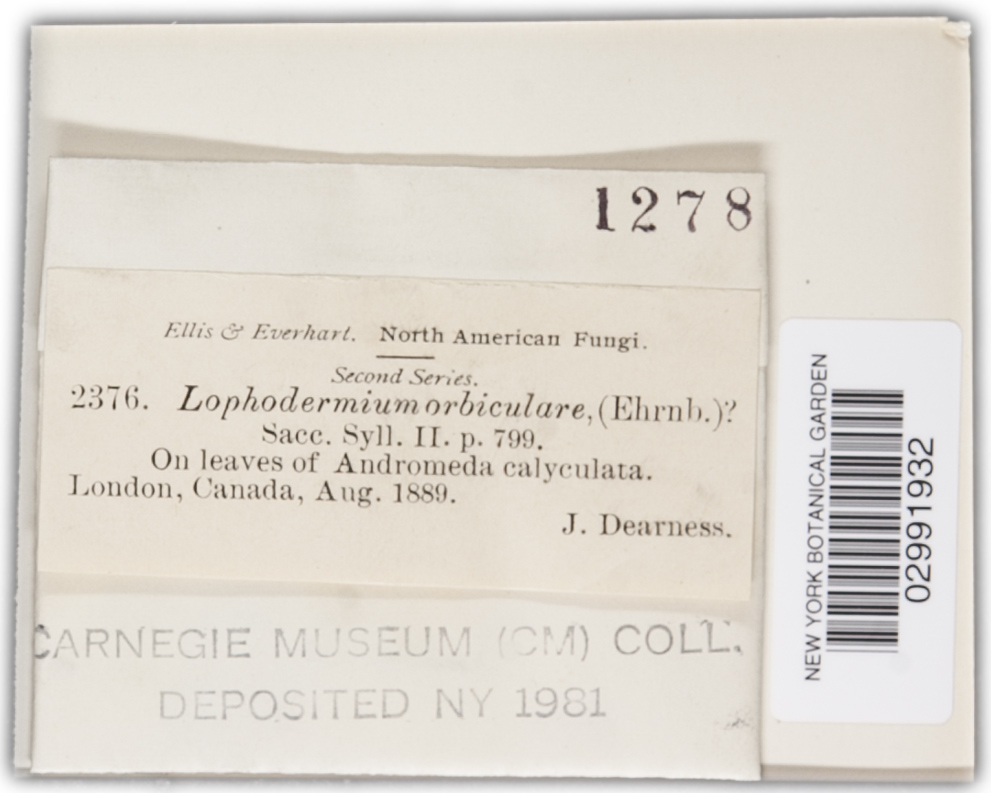 1278
Ellis & Everhart. North American Fungi.
Second Series.
2376. Lophodermium orbiculare, (Ehrnb.)?
Sacc. Syll. II. p. 799.
On leaves of Andromeda calyculata.
London, Canada, Aug. 1889.
J. Dearness.
CARNEGIE MUSEUM (CM) COLL.
DEPOSITED NY 1981
NEW YORK BOTANICAL GARDEN
02991932